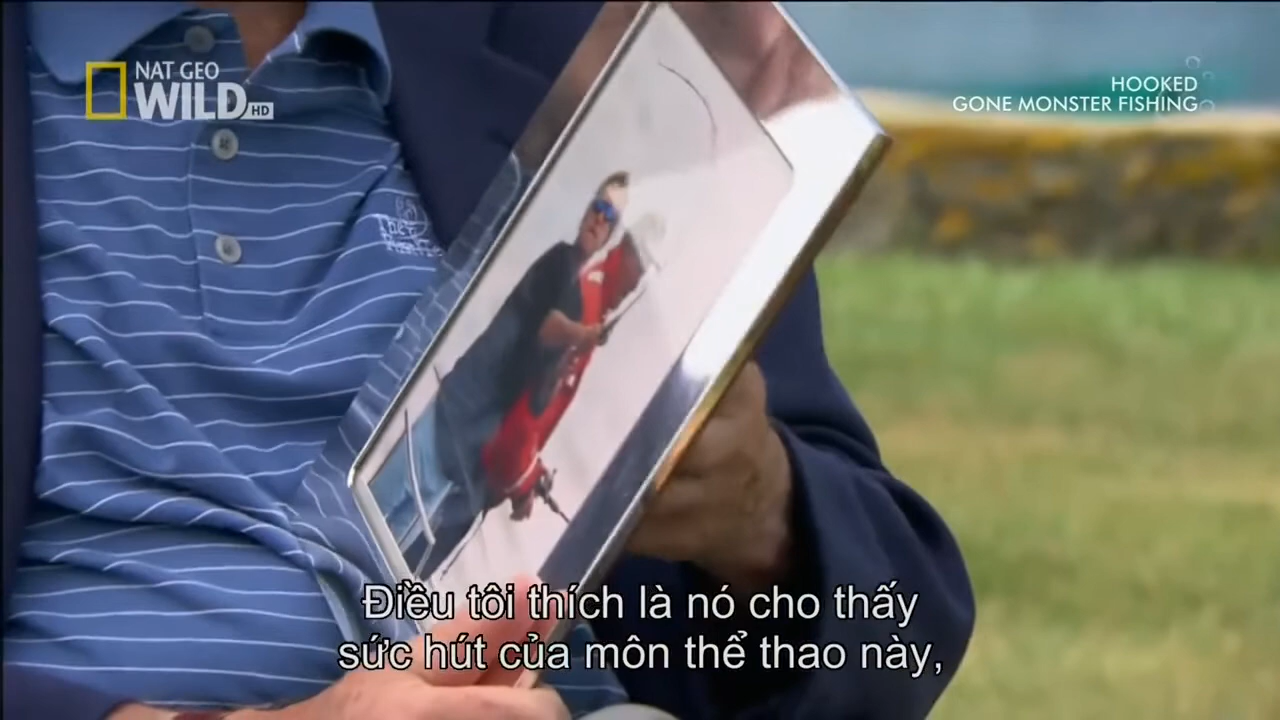 NAT GEO
WILD HD
HOOKED
GONE MONSTER FISHING
Điều tôi thích là nó cho thấy
sức hút của môn thể thao này,